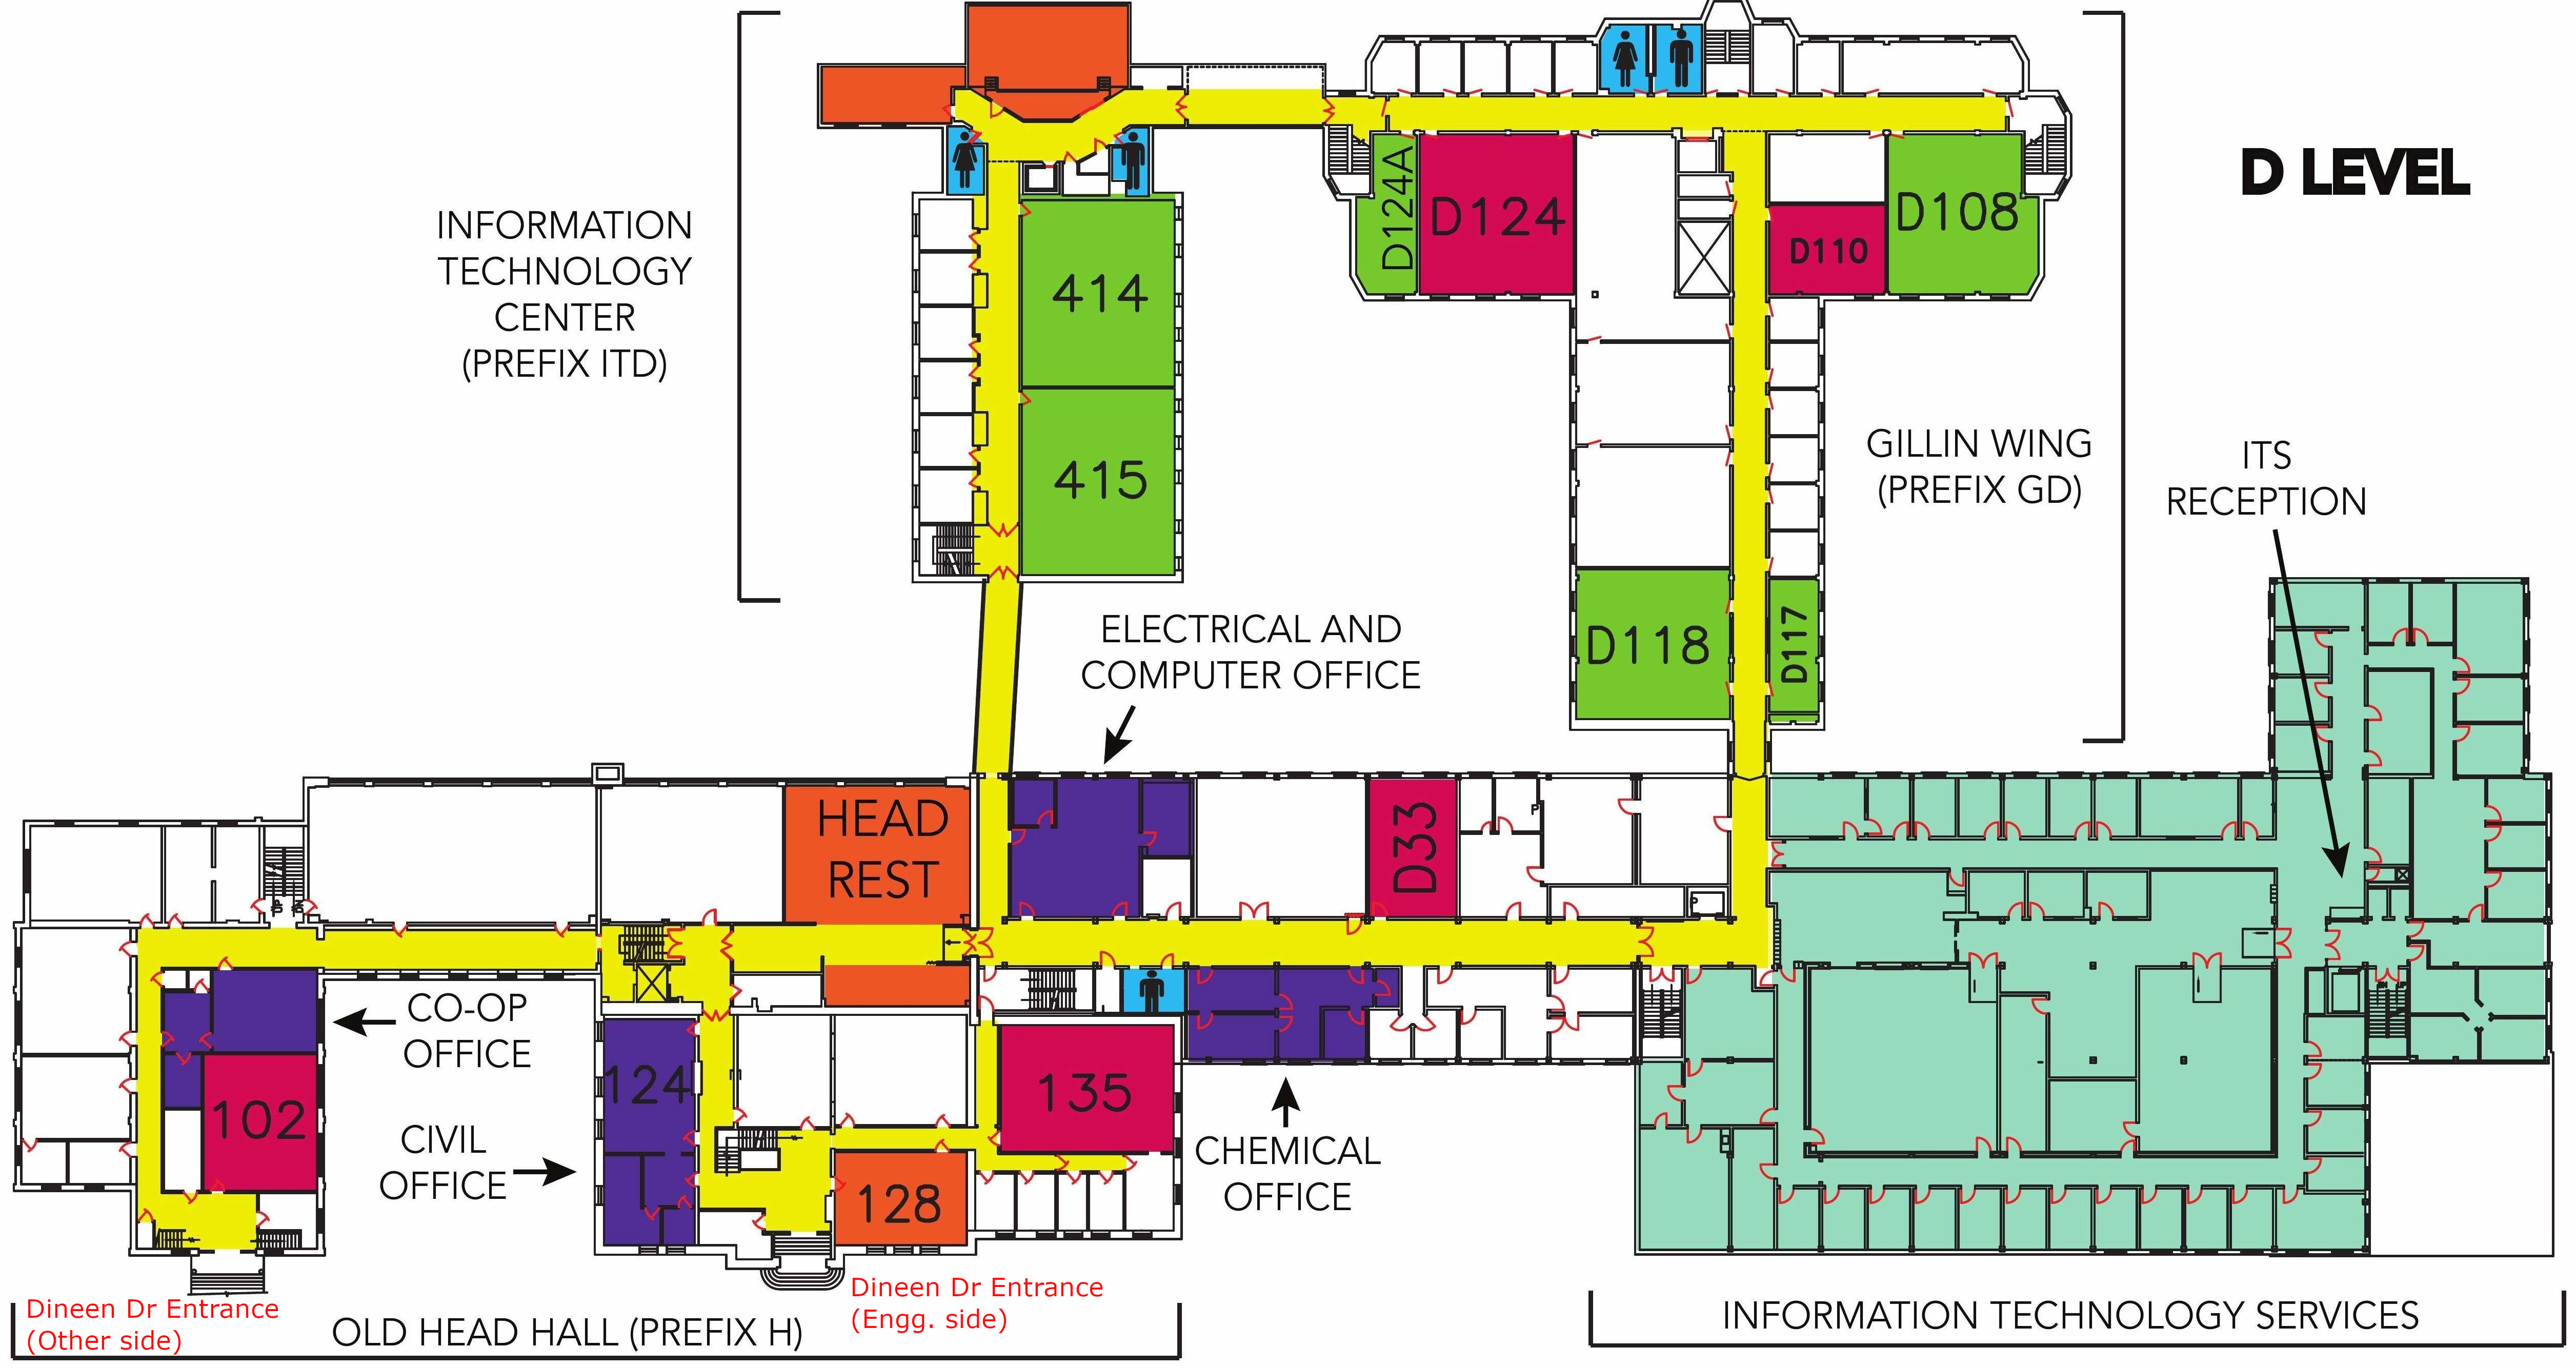 D LEVEL
INFORMATION
TECHNOLOGY
CENTER
(PREFIX ITD)
D124A
D124
D110
D108
414
415
GILLIN WING
(PREFIX GD)
ITS
RECEPTION
D118
D117
ELECTRICAL AND
COMPUTER OFFICE
HEAD
REST
D33
CO-OP
OFFICE
102
124
CIVIL
OFFICE
135
128
CHEMICAL
OFFICE
Dineen Dr Entrance
(Other side)
Dineen Dr Entrance
(Engg. side)
OLD HEAD HALL (PREFIX H)
INFORMATION TECHNOLOGY SERVICES